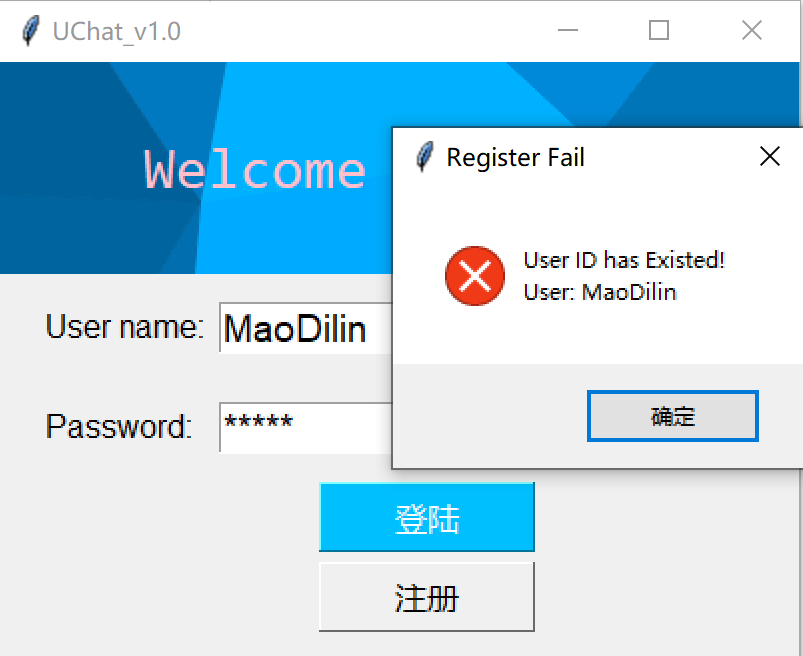 UChat_v1.0
Welcome
Register Fail
User ID has Existed!
User: MaoDilin
确定
User name: MaoDilin
Password: *****
登陆
注册